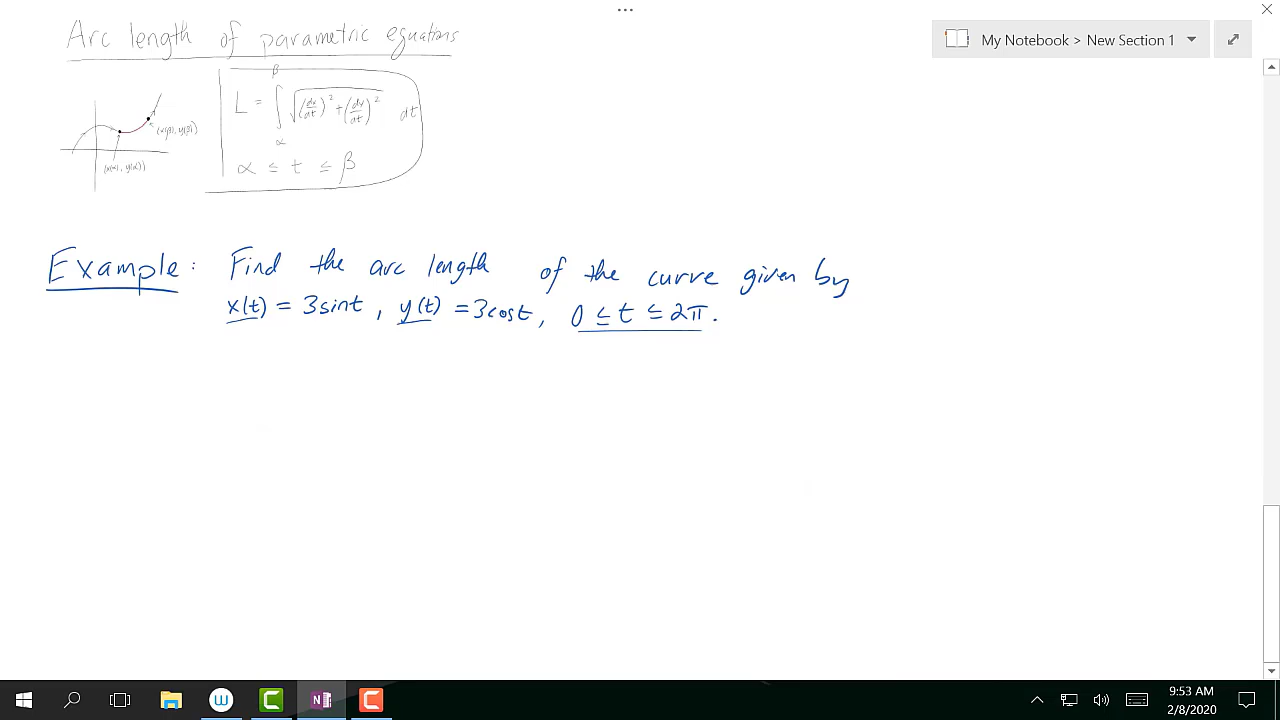 Arc length of parametric equations
My Notebook > New Section 1
L = ∫_α^β √((dx/dt)² + (dy/dt)²) dt
α ≤ t ≤ β
(x(β), y(β))
(x(α), y(α))
Example: Find the arc length of the curve given by
x(t) = 3sint, y(t) = 3cost, 0 ≤ t ≤ 2π.
W
N
9:53 AM
2/8/2020